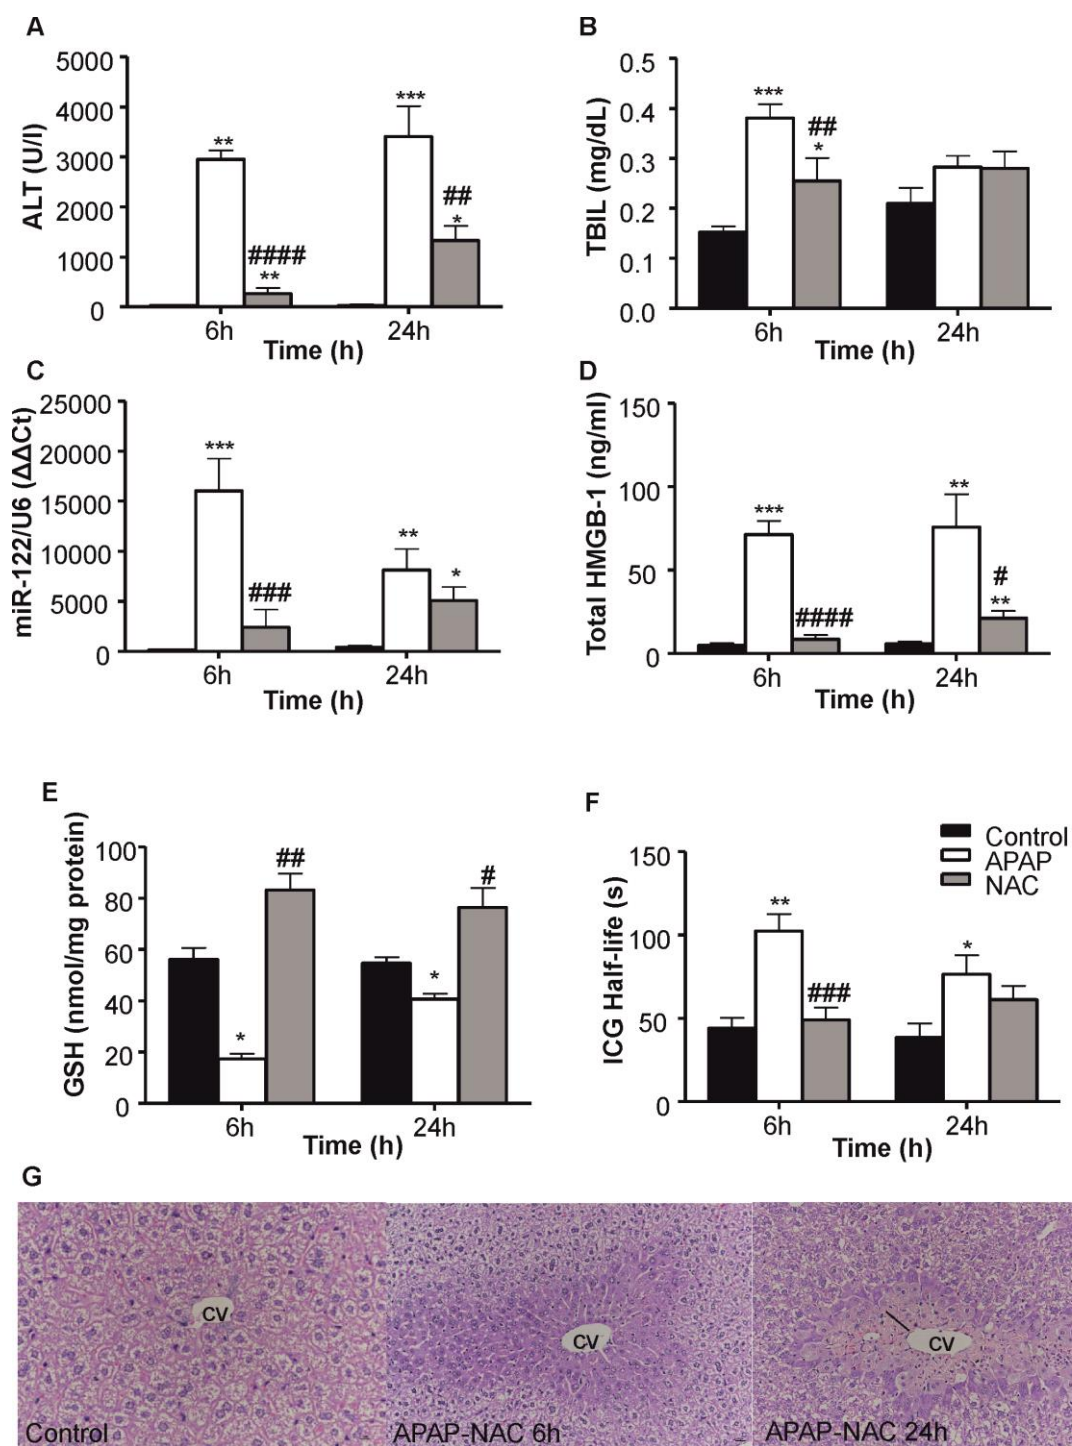 A
ALT (U/l)
5000
4000
3000
2000
1000
0
**
####
**
***
##
*
6h
24h
Time (h)
B
TBIL (mg/dL)
0.5
0.4
0.3
0.2
0.1
0.0
***
##
*
6h
24h
Time (h)
C
miR-122/U6 (ΔΔCt)
25000
20000
15000
10000
5000
0
***
###
**
*
6h
24h
Time (h)
D
Total HMGB-1 (ng/ml)
150
100
50
0
***
####
**
#
**
6h
24h
Time (h)
E
GSH (nmol/mg protein)
100
80
60
40
20
0
*
##
*
#
6h
24h
Time (h)
F
ICG Half-life (s)
150
100
50
0
**
###
*
6h
24h
Time (h)
Control
APAP
NAC
G
CV
Control
CV
APAP-NAC 6h
CV
APAP-NAC 24h